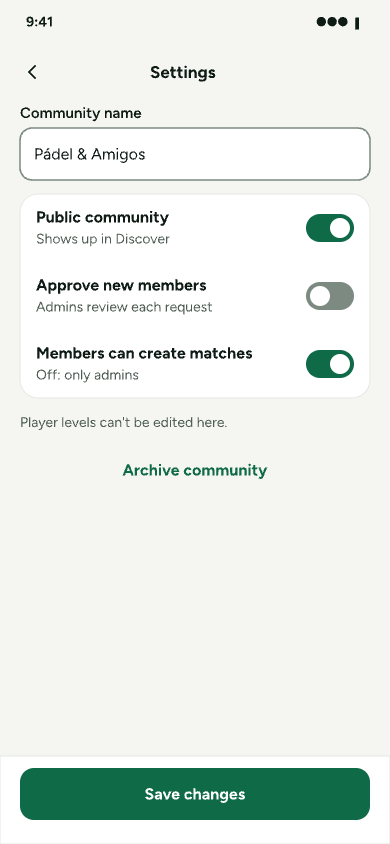 9:41
Settings
Community name
Pádel & Amigos
Public community
Shows up in Discover
Approve new members
Admins review each request
Members can create matches
Off: only admins
Player levels can't be edited here.
Archive community
Save changes